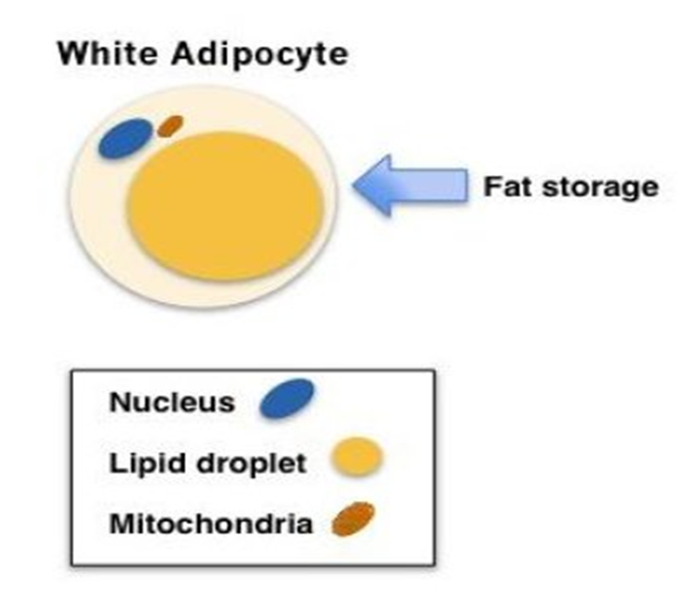 White Adipocyte
Fat storage
Nucleus
Lipid droplet
Mitochondria